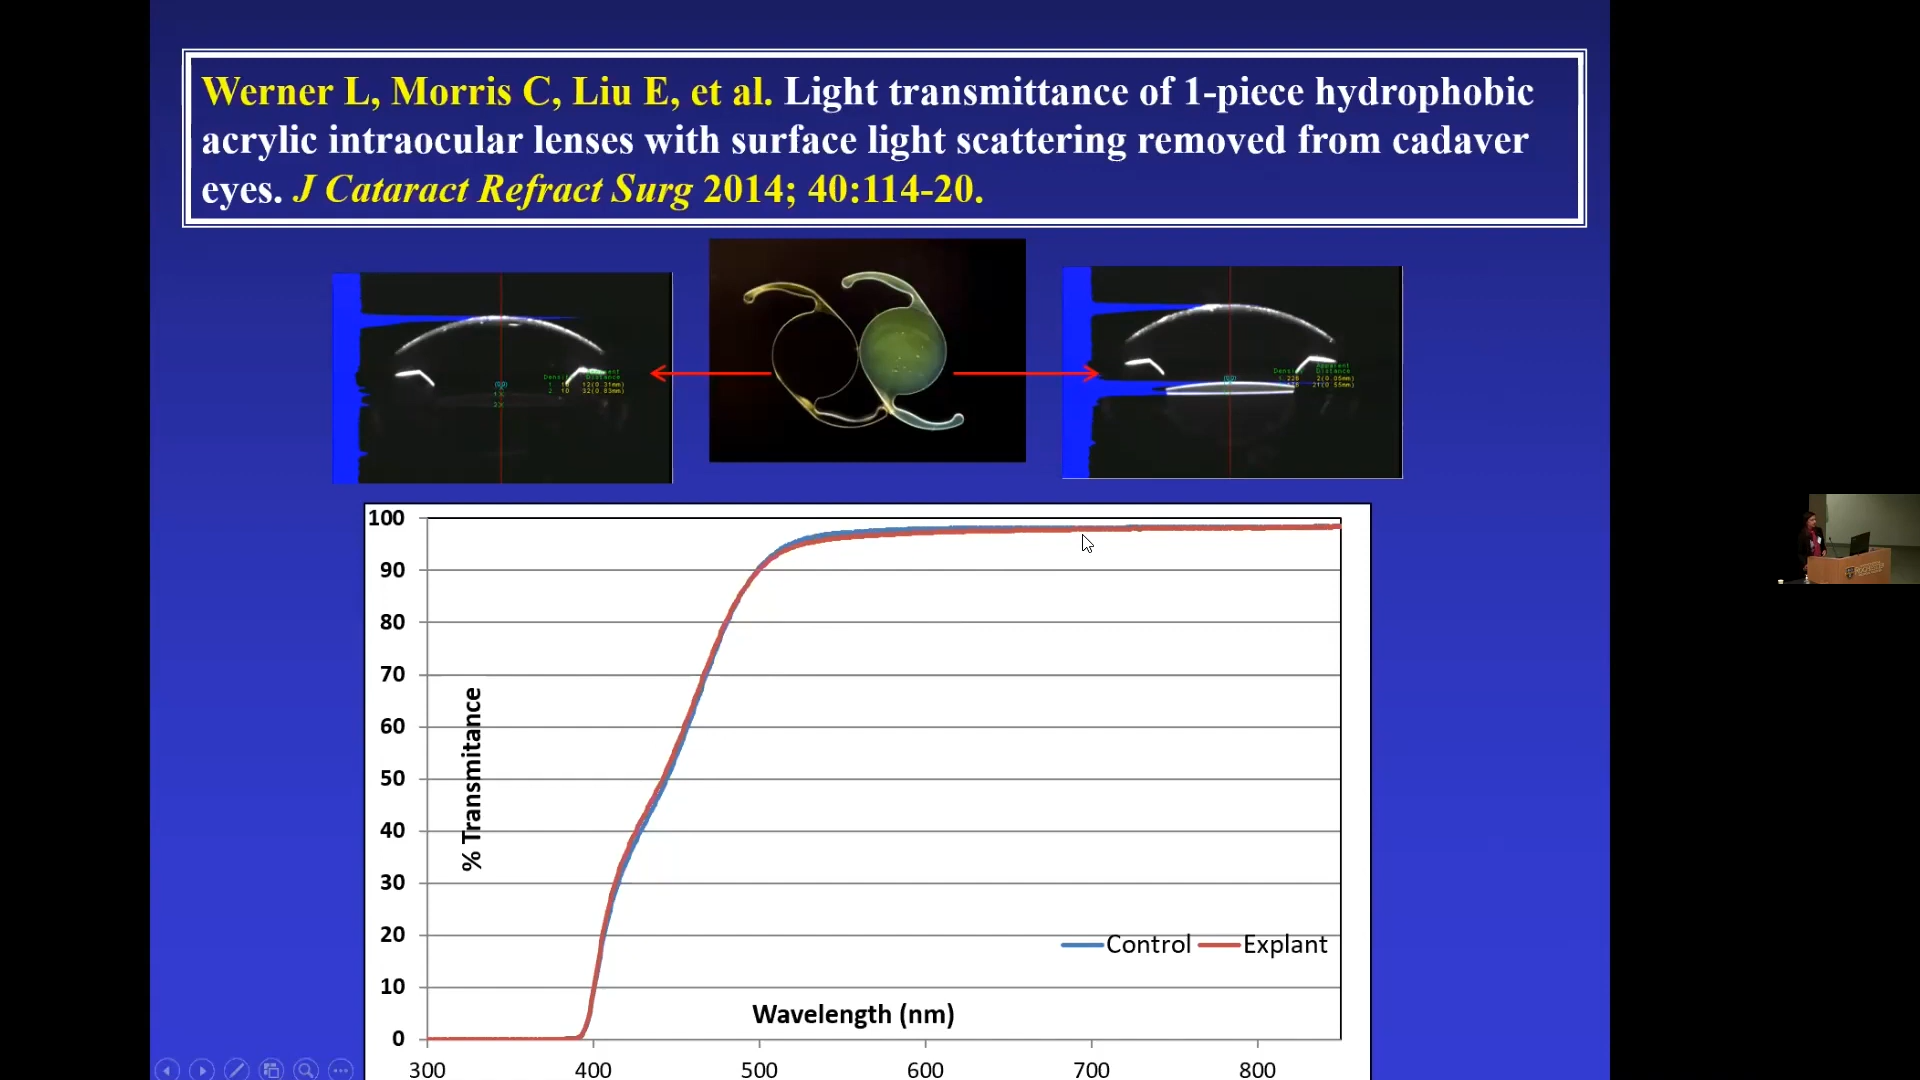 Werner L, Morris C, Liu E, et al. Light transmittance of 1-piece hydrophobic
acrylic intraocular lenses with surface light scattering removed from cadaver
eyes. J Cataract Refract Surg 2014; 40:114-20.
100
90
80
70
60
50
40
30
20
10
0
% Transmitance
Control Explant
Wavelength (nm)
300 400 500 600 700 800